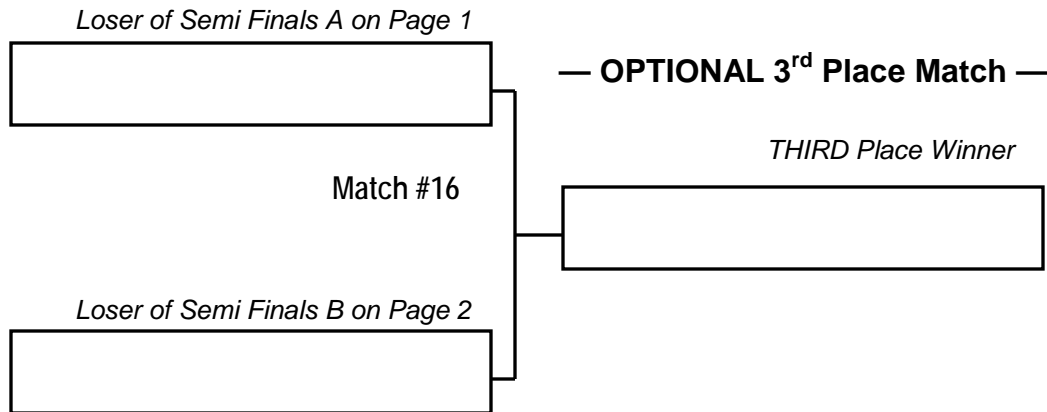 Loser of Semi Finals A on Page 1
— OPTIONAL 3rd Place Match —
THIRD Place Winner
Match #16
Loser of Semi Finals B on Page 2